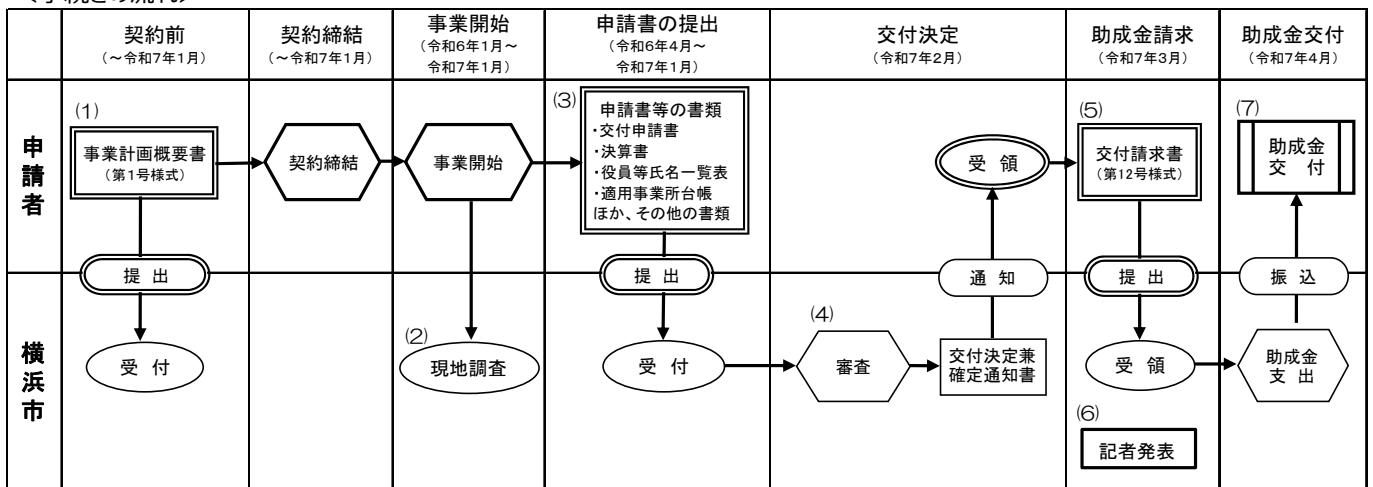 契約前
(～令和7年1月)
契約締結
(～令和7年1月)
事業開始
(令和6年1月～
令和7年1月)
申請書の提出
(令和6年4月～
令和7年1月)
交付決定
(令和7年2月)
助成金請求
(令和7年3月)
助成金交付
(令和7年4月)
申請者
(1)
事業計画概要書
(第1号様式)
契約締結
事業開始
(3)
申請書等の書類
・交付申請書
・決算書
・役員等氏名一覧表
・適用事業所台帳
ほか、その他の書類
受 領
(5)
交付請求書
(第12号様式)
(7)
助成金
交 付
提 出
提 出
通 知
提 出
振 込
横浜市
受 付
(2)
現地調査
受 付
(4)
審査
交付決定兼
確定通知書
受 領
助成金
支 出
(6)
記者発表